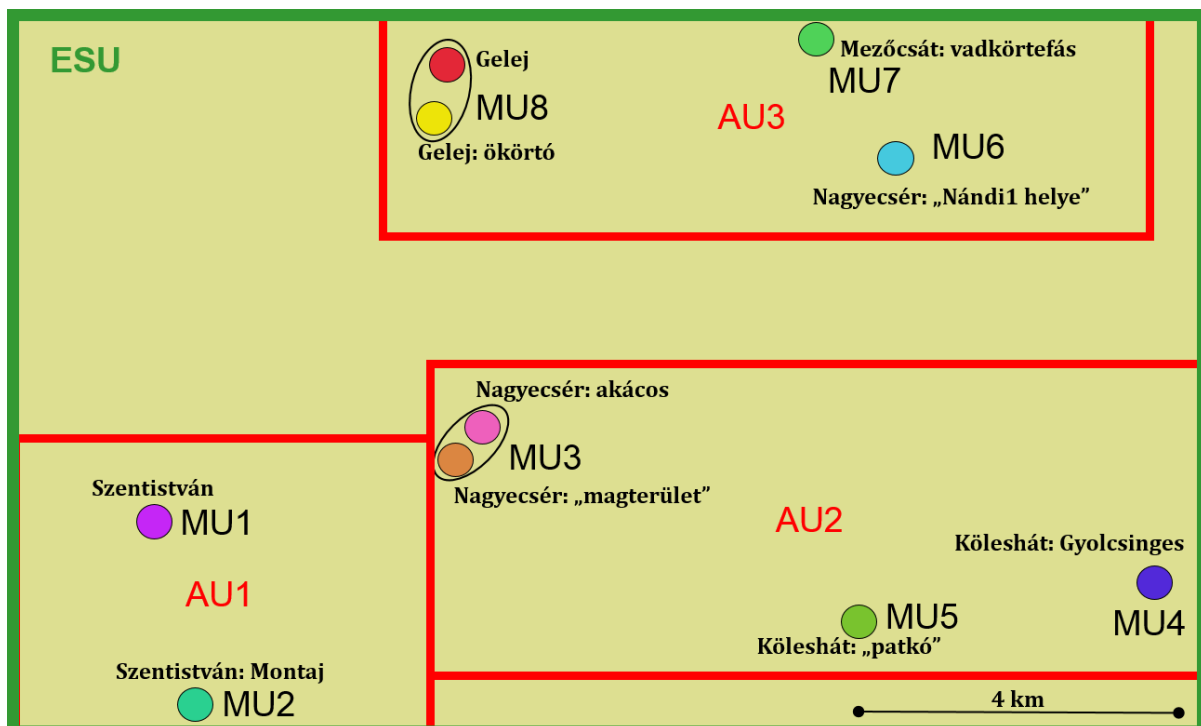 ESU
Gelej
MU8
Gelej: ökörtó
Mezőcsát: vadkörtefás
MU7
AU3
MU6
Nagyecsér: „Nándi1 helye”
Nagyecsér: akácos
MU3
Nagyecsér: „magterület”
Szentistván
MU1
AU1
Szentistván: Montaj
MU2
AU2
Köleshát: Gyolcsinges
MU4
MU5
Köleshát: „patkó”
4 km